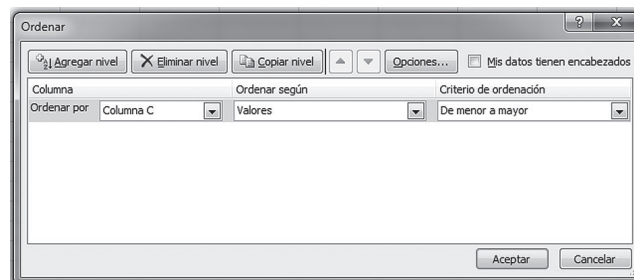 Ordenar
Agregar nivel Eliminar nivel Copiar nivel Opciones... Mis datos tienen encabezados
Columna Ordenar según Criterio de ordenación
Ordenar por Columna C Valores De menor a mayor
Aceptar Cancelar